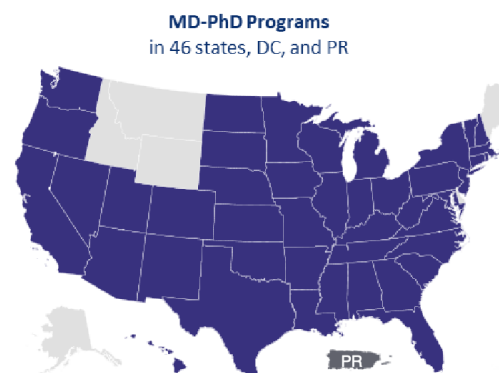 MD-PhD Programs
in 46 states, DC, and PR
PR